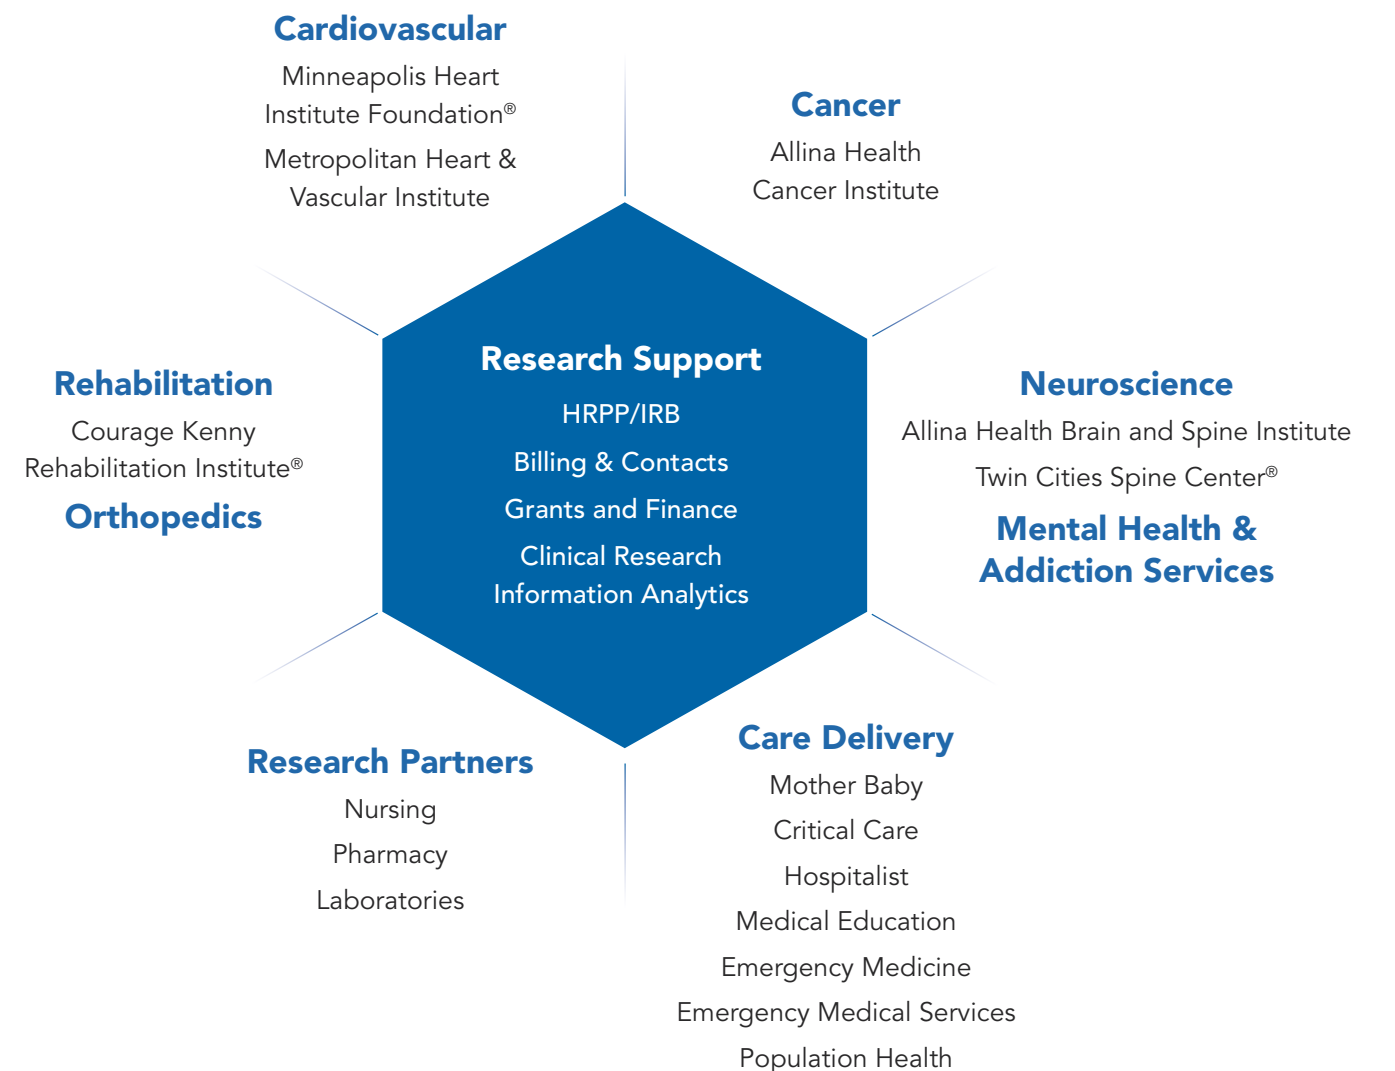 Cardiovascular
Minneapolis Heart
Institute Foundation®
Metropolitan Heart &
Vascular Institute
Cancer
Allina Health
Cancer Institute
Rehabilitation
Courage Kenny
Rehabilitation Institute®
Orthopedics
Research Support
HRPP/IRB
Billing & Contacts
Grants and Finance
Clinical Research
Information Analytics
Neuroscience
Allina Health Brain and Spine Institute
Twin Cities Spine Center®
Mental Health &
Addiction Services
Research Partners
Nursing
Pharmacy
Laboratories
Care Delivery
Mother Baby
Critical Care
Hospitalist
Medical Education
Emergency Medicine
Emergency Medical Services
Population Health